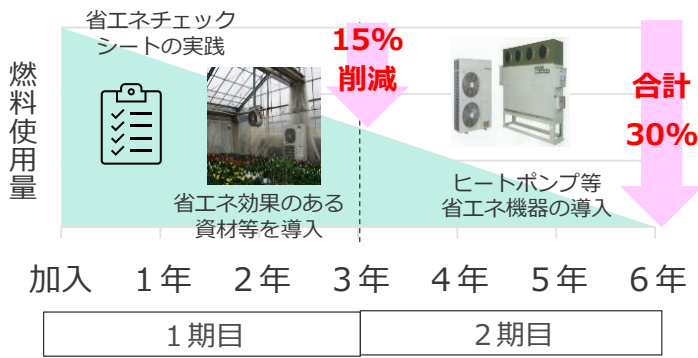 省エネチェック
シートの実践
15%
削減
合計
30%
燃料使用量
省エネ効果のある
資材等を導入
ヒートポンプ等
省エネ機器の導入
加入 １年 ２年 ３年 ４年 ５年 ６年
１期目 ２期目